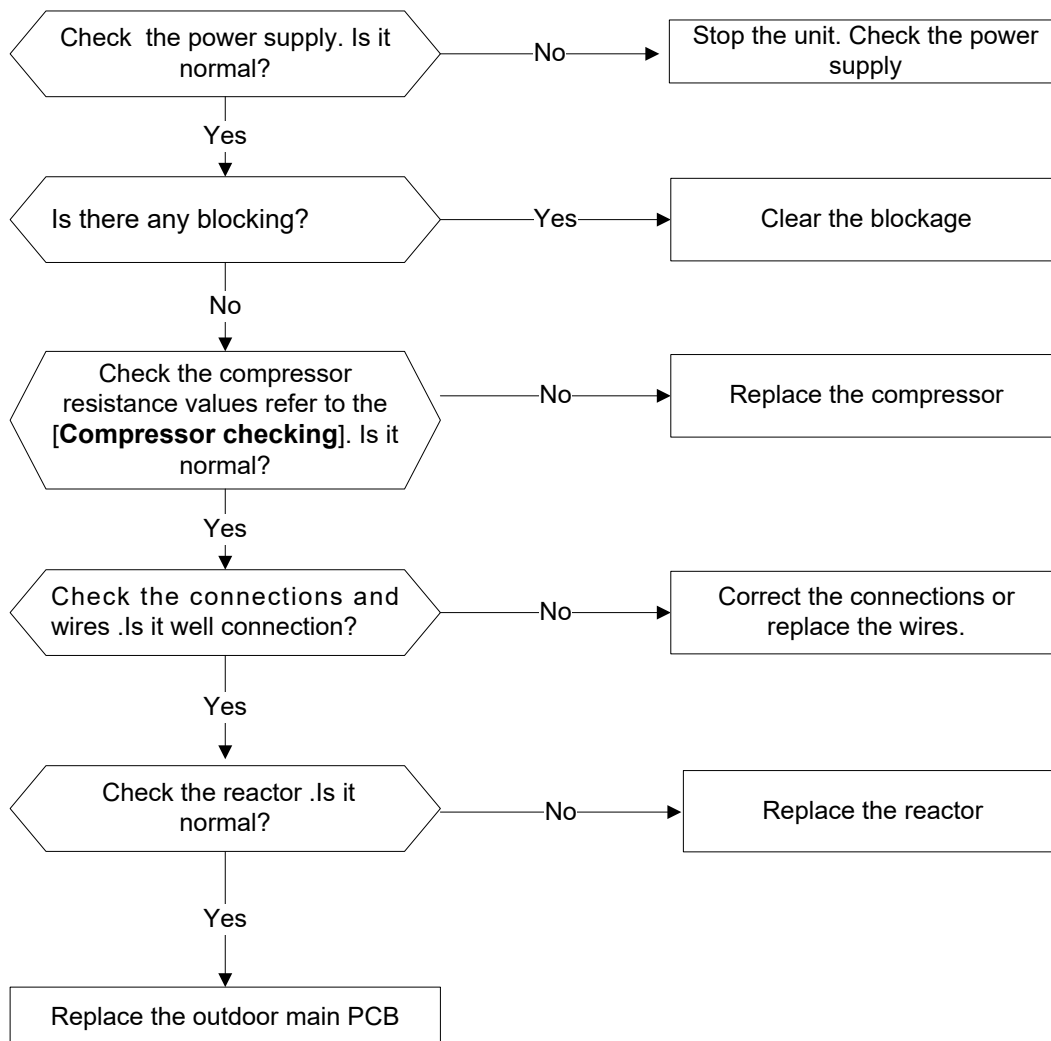 Check the power supply. Is it
normal?
No
Stop the unit. Check the power
supply
Yes
Is there any blocking?
Yes
Clear the blockage
No
Check the compressor
resistance values refer to the
[Compressor checking]. Is it
normal?
No
Replace the compressor
Yes
Check the connections and
wires .Is it well connection?
No
Correct the connections or
replace the wires.
Yes
Check the reactor .Is it
normal?
No
Replace the reactor
Yes
Replace the outdoor main PCB